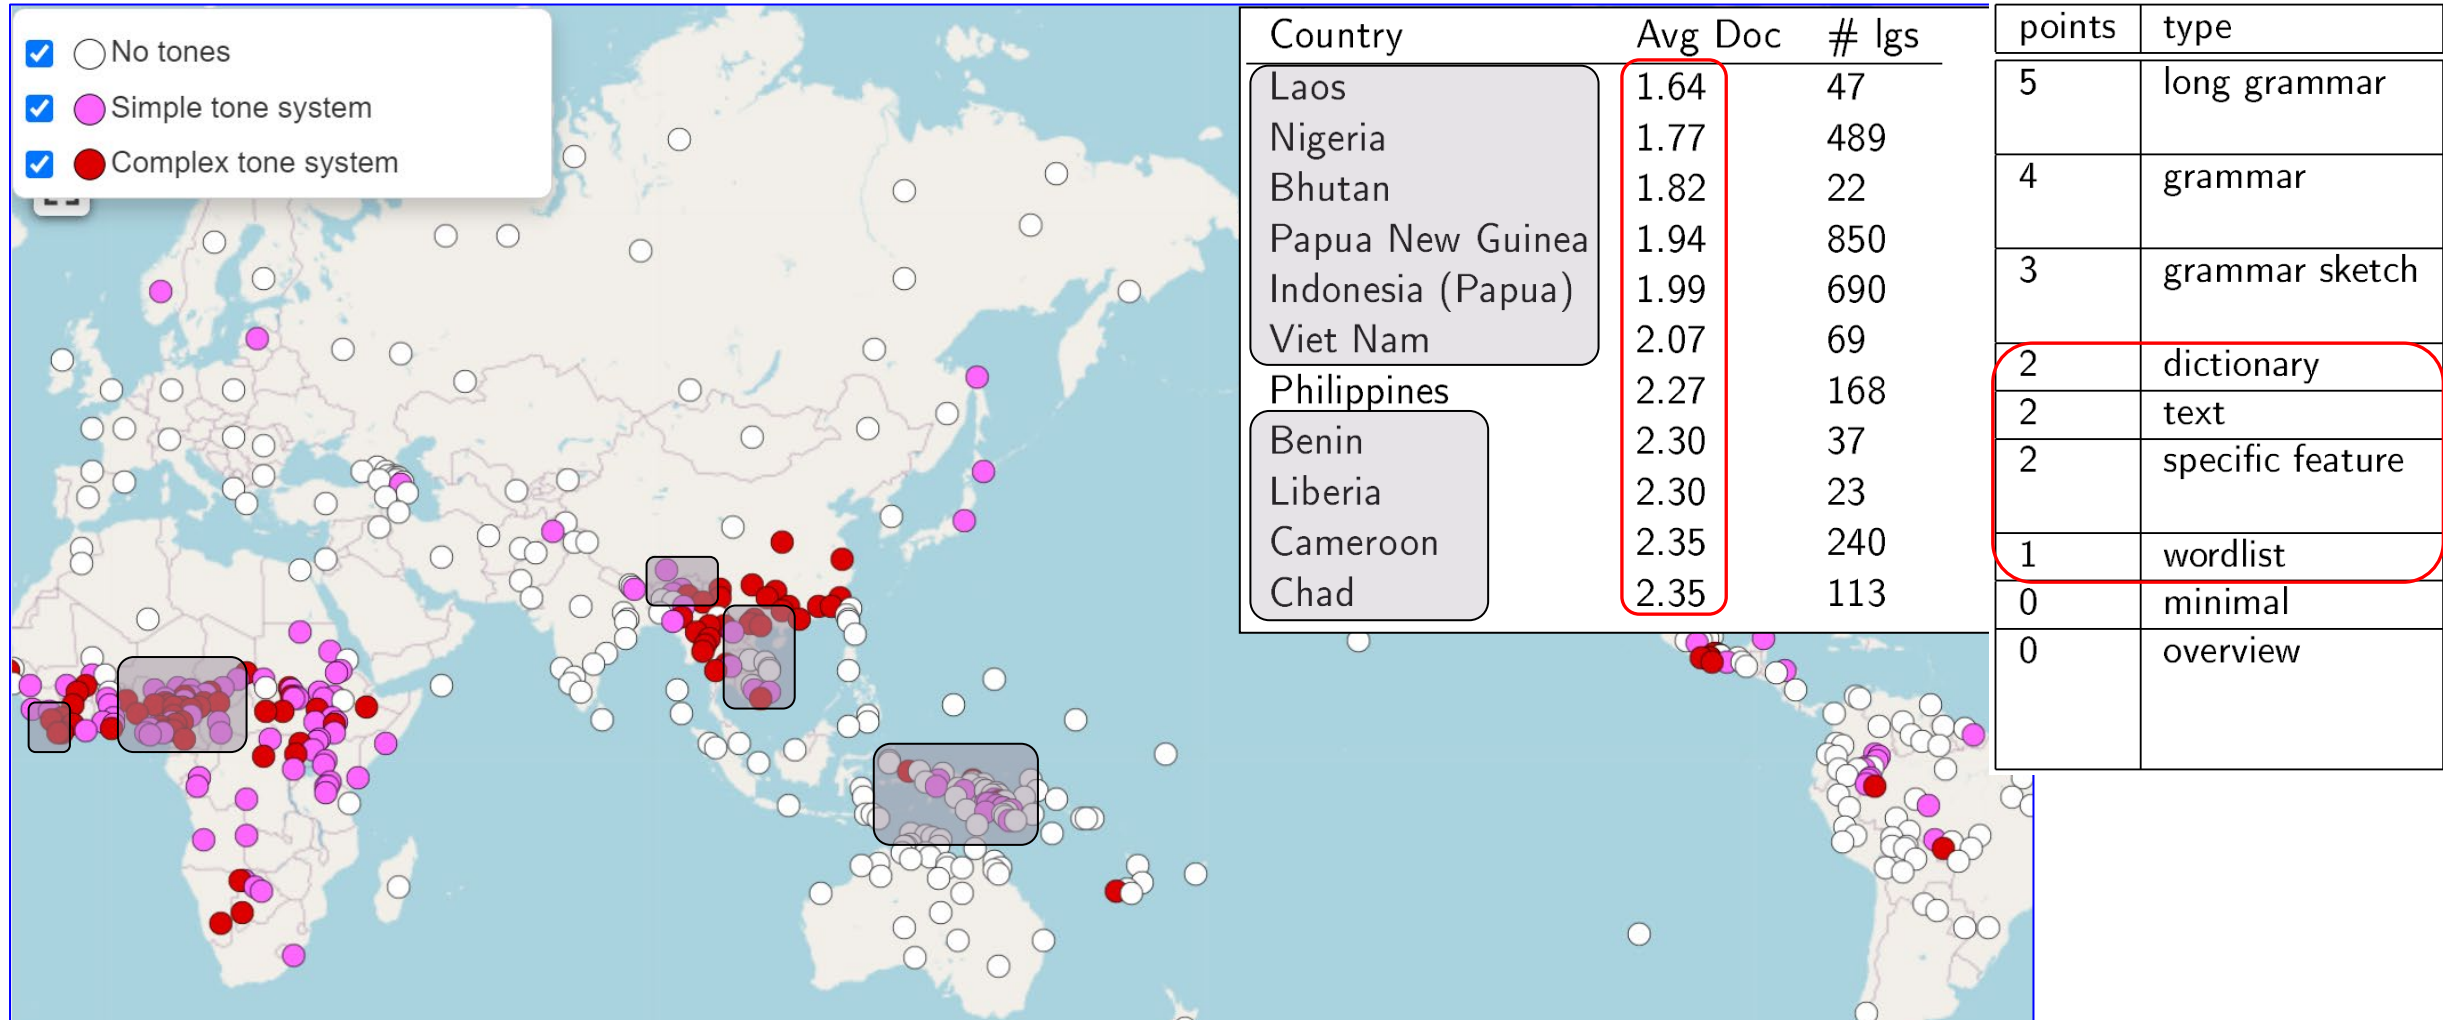 No tones
Simple tone system
Complex tone system
Country Avg Doc # lgs
Laos 1.64 47
Nigeria 1.77 489
Bhutan 1.82 22
Papua New Guinea 1.94 850
Indonesia (Papua) 1.99 690
Viet Nam 2.07 69
Philippines 2.27 168
Benin 2.30 37
Liberia 2.30 23
Cameroon 2.35 240
Chad 2.35 113
points type
5 long grammar
4 grammar
3 grammar sketch
2 dictionary
2 text
2 specific feature
1 wordlist
0 minimal
0 overview